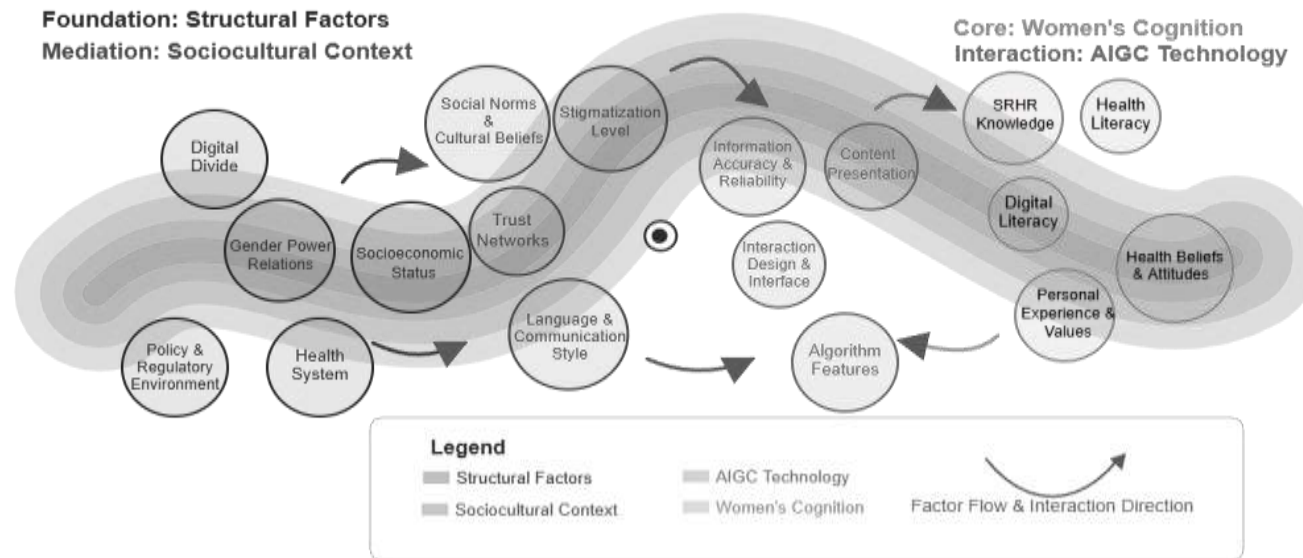 Foundation: Structural Factors
Mediation: Sociocultural Context
Core: Women's Cognition
Interaction: AIGC Technology
Digital
Divide
Gender Power
Relations
Socioeconomic
Status
Policy &
Regulatory
Environment
Health
System
Social Norms
&
Cultural Beliefs
Stigmatization
Level
Trust
Networks
Language &
Communication
Style
Information
Accuracy &
Reliability
Content
Presentation
Interaction
Design &
Interface
Algorithm
Features
SRHR
Knowledge
Health
Literacy
Digital
Literacy
Health Beliefs
& Attitudes
Personal
Experience &
Values
Legend
Structural Factors
Sociocultural Context
AIGC Technology
Women's Cognition
Factor Flow & Interaction Direction